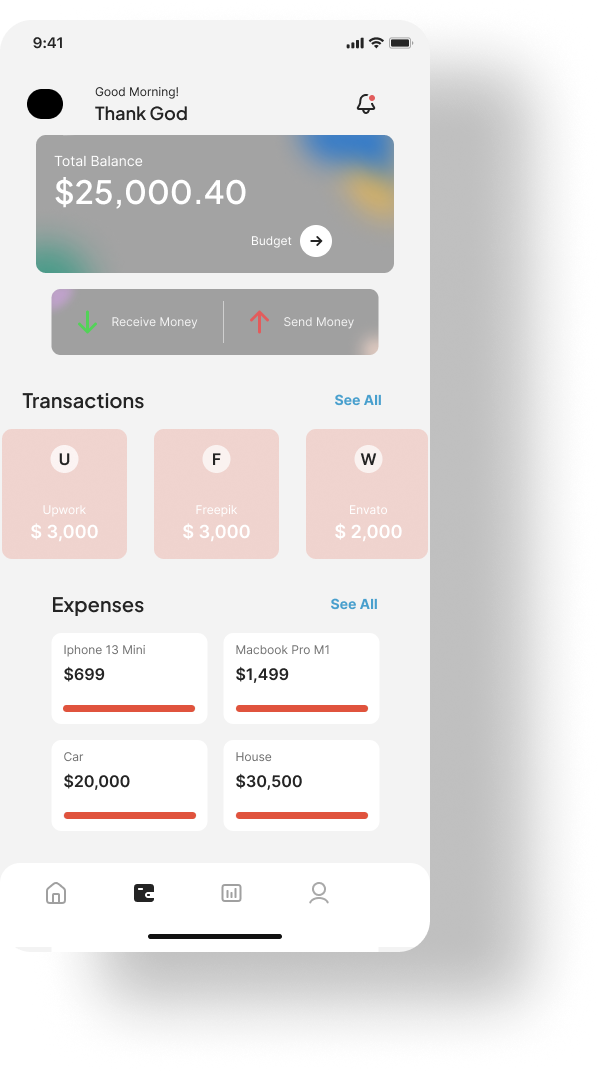 9:41
Good Morning!
Thank God
Total Balance
$25,000.40
Budget
Receive Money
Send Money
Transactions
See All
U
F
W
Upwork
Freepik
Envato
$ 3,000
$ 3,000
$ 2,000
Expenses
See All
Iphone 13 Mini
Macbook Pro M1
$699
$1,499
Car
House
$20,000
$30,500